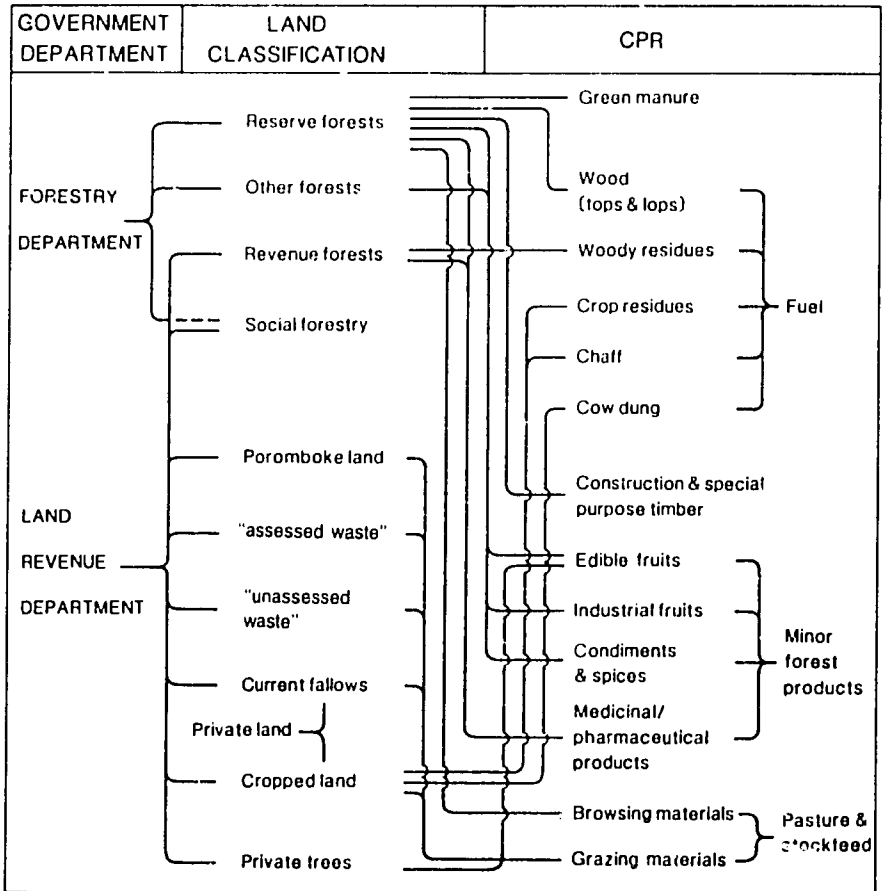 GOVERNMENT DEPARTMENT
LAND CLASSIFICATION
CPR
FORESTRY
DEPARTMENT
LAND
REVENUE
DEPARTMENT
Reserve forests
Other forests
Revenue forests
Social forestry
Poromboke land
"assessed waste"
"unassessed
waste"
Current fallows
Private land
Cropped land
Private trees
Green manure
Wood
(tops & lops)
Woody residues
Crop residues
Chaff
Cow dung
Construction & special
purpose timber
Edible fruits
Industrial fruits
Condiments
& spices
Medicinal/
pharmaceutical
products
Browsing materials
Grazing materials
Fuel
Minor
forest
products
Pasture &
stockfeed